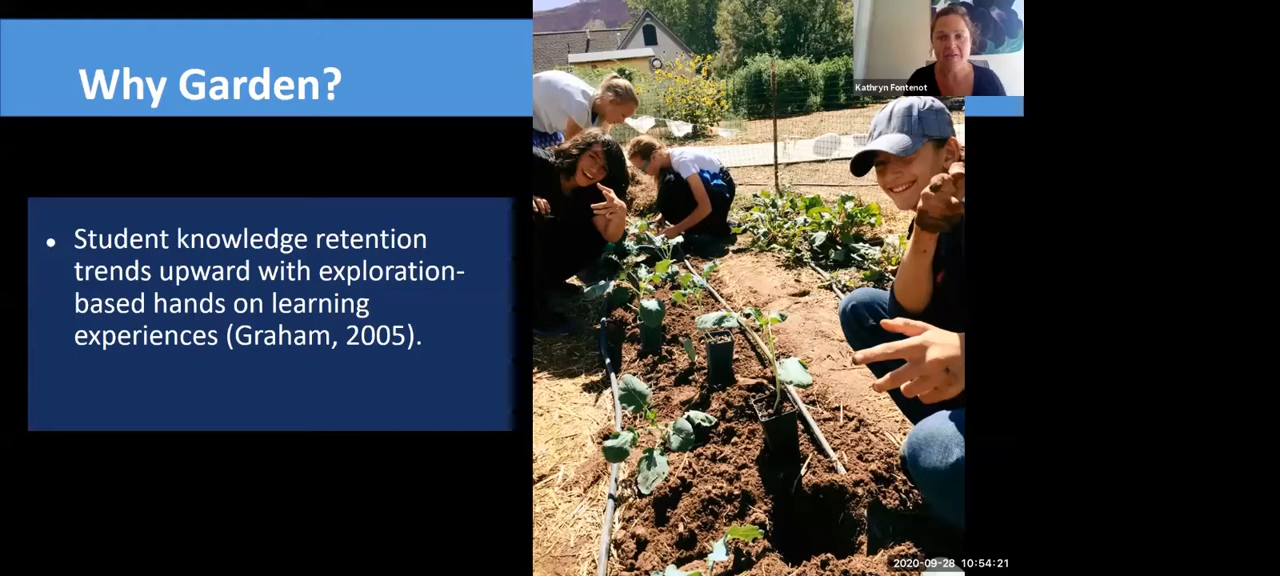 Why Garden?
Kathryn Fontenot
• Student knowledge retention
trends upward with exploration-
based hands on learning
experiences (Graham, 2005).
2020-09-28 10:54:21